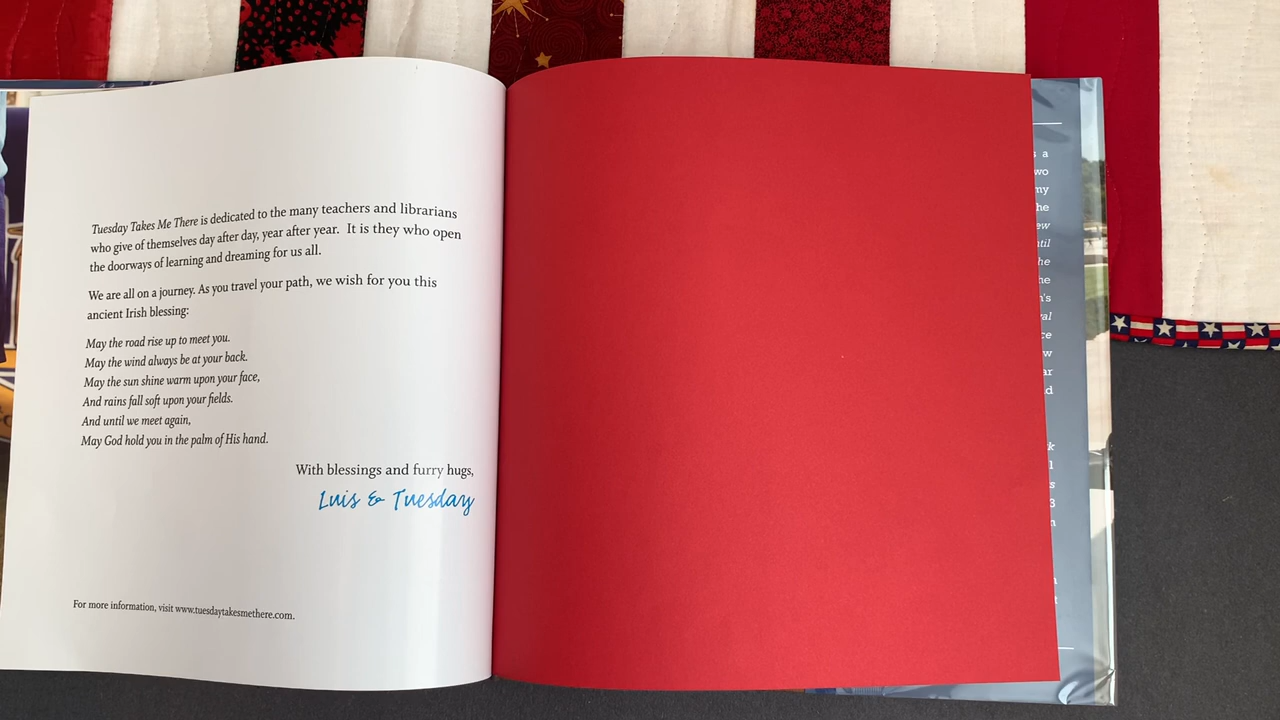 Tuesday Takes Me There is dedicated to the many teachers and librarians
who give of themselves day after day, year after year. It is they who open
the doorways of learning and dreaming for us all.
We are all on a journey. As you travel your path, we wish for you this
ancient Irish blessing:
May the road rise up to meet you.
May the wind always be at your back.
May the sun shine warm upon your face,
And rains fall soft upon your fields.
And until we meet again,
May God hold you in the palm of His hand.
With blessings and furry hugs,
Luis & Tuesday
For more information, visit www.tuesdaytakesmethere.com.